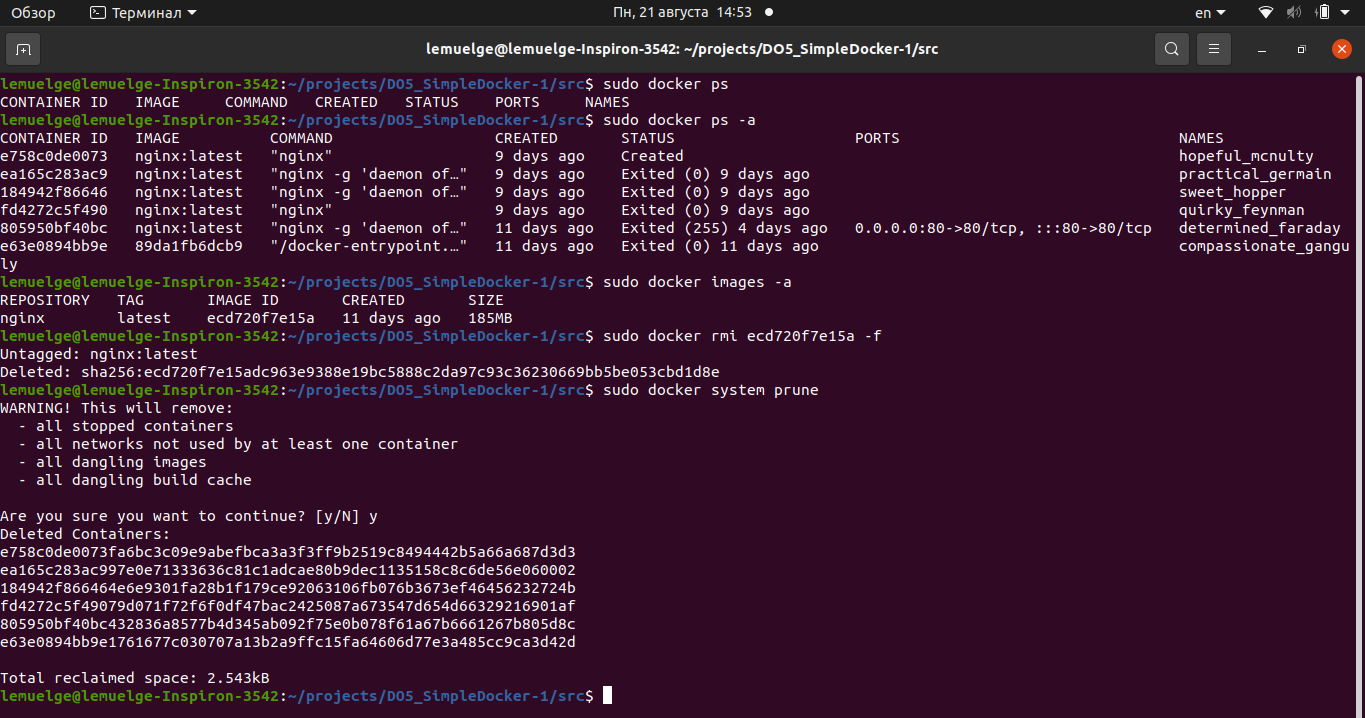 Обзор Терминал Пн, 21 августа 14:53 en
lemuelge@lemuelge-Inspiron-3542: ~/projects/DO5_SimpleDocker-1/src
lemuelge@lemuelge-Inspiron-3542:~/projects/DO5_SimpleDocker-1/src$ sudo docker ps
CONTAINER ID   IMAGE     COMMAND   CREATED   STATUS    PORTS     NAMES
lemuelge@lemuelge-Inspiron-3542:~/projects/DO5_SimpleDocker-1/src$ sudo docker ps -a
CONTAINER ID   IMAGE          COMMAND                  CREATED       STATUS                    PORTS                               NAMES
e758c0de0073   nginx:latest   "nginx"                  9 days ago    Created                                                       hopeful_mcnulty
ea165c283ac9   nginx:latest   "nginx -g 'daemon of…"   9 days ago    Exited (0) 9 days ago                                         practical_germain
184942f86646   nginx:latest   "nginx -g 'daemon of…"   9 days ago    Exited (0) 9 days ago                                         sweet_hopper
fd4272c5f490   nginx:latest   "nginx"                  9 days ago    Exited (0) 9 days ago                                         quirky_feynman
805950bf40bc   nginx:latest   "nginx -g 'daemon of…"   11 days ago   Exited (255) 4 days ago   0.0.0.0:80->80/tcp, :::80->80/tcp   determined_faraday
e63e0894bb9e   89da1fb6dcb9   "/docker-entrypoint.…"   11 days ago   Exited (0) 11 days ago                                        compassionate_gangu
ly
lemuelge@lemuelge-Inspiron-3542:~/projects/DO5_SimpleDocker-1/src$ sudo docker images -a
REPOSITORY   TAG       IMAGE ID       CREATED       SIZE
nginx        latest    ecd720f7e15a   11 days ago   185MB
lemuelge@lemuelge-Inspiron-3542:~/projects/DO5_SimpleDocker-1/src$ sudo docker rmi ecd720f7e15a -f
Untagged: nginx:latest
Deleted: sha256:ecd720f7e15adc963e9388e19bc5888c2da97c93c36230669bb5be053cbd1d8e
lemuelge@lemuelge-Inspiron-3542:~/projects/DO5_SimpleDocker-1/src$ sudo docker system prune
WARNING! This will remove:
  - all stopped containers
  - all networks not used by at least one container
  - all dangling images
  - all dangling build cache
Are you sure you want to continue? [y/N] y
Deleted Containers:
e758c0de0073fa6bc3c09e9abefbca3a3f3ff9b2519c8494442b5a66a687d3d3
ea165c283ac997e0e71333636c81c1adcae80b9dec1135158c8c6de56e060002
184942f866464e6e9301fa28b1f179ce92063106fb076b3673ef46456232724b
fd4272c5f49079d071f72f6f0df47bac2425087a673547d654d66329216901af
805950bf40bc432836a8577b4d345ab092f75e0b078f61a67b6661267b805d8c
e63e0894bb9e1761677c030707a13b2a9ffc15fa64606d77e3a485cc9ca3d42d
Total reclaimed space: 2.543kB
lemuelge@lemuelge-Inspiron-3542:~/projects/DO5_SimpleDocker-1/src$